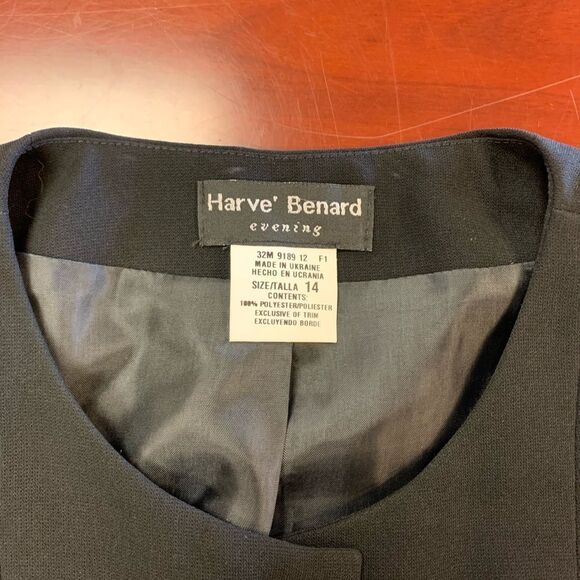 Harve' Benard
evening
32M 9189 12 F1
MADE IN UKRAINE
HECHO EN UCRANIA
SIZE/TALLA 14
CONTENTS:
100% POLYESTER/POLIESTER
EXCLUSIVE OF TRIM
EXCLUYENDO BORDE